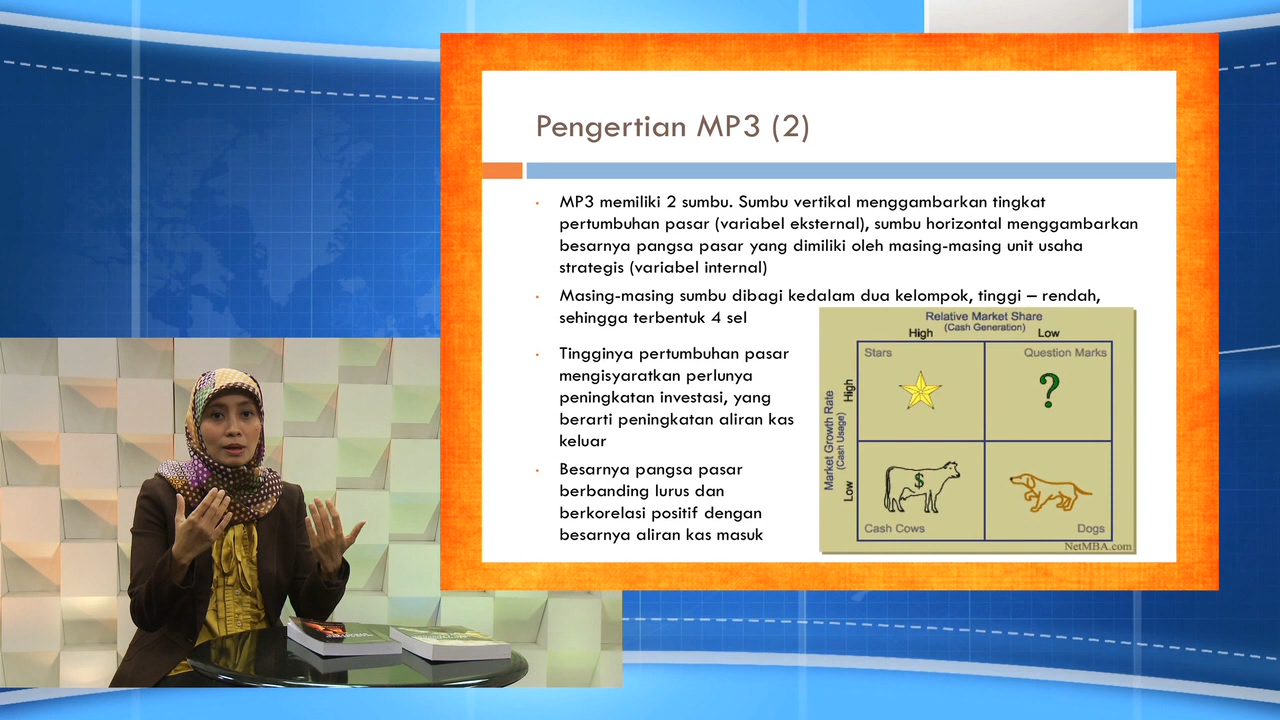 Pengertian MP3 (2)
MP3 memiliki 2 sumbu. Sumbu vertikal menggambarkan tingkat
pertumbuhan pasar (variabel eksternal), sumbu horizontal menggambarkan
besarnya pangsa pasar yang dimiliki oleh masing-masing unit usaha
strategis (variabel internal)
Masing-masing sumbu dibagi kedalam dua kelompok, tinggi – rendah,
sehingga terbentuk 4 sel
Tingginya pertumbuhan pasar
mengisyaratkan perlunya
peningkatan investasi, yang
berarti peningkatan aliran kas
keluar
Besarnya pangsa pasar
berbanding lurus dan
berkorelasi positif dengan
besarnya aliran kas masuk
Relative Market Share
(Cash Generation)
High
Low
Market Growth Rate
(Cash Usage)
High
Low
Stars
Question Marks
?
$
Cash Cows
Dogs
NetMBA.com